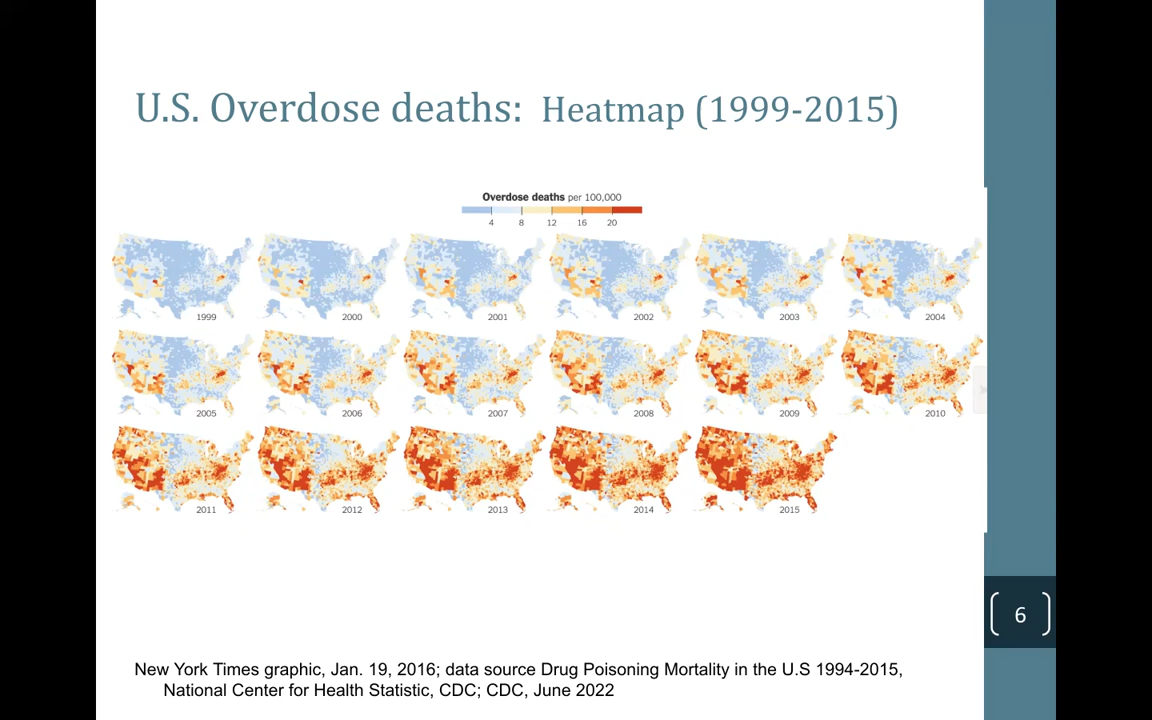 U.S. Overdose deaths: Heatmap (1999-2015)
Overdose deaths per 100,000
4 8 12 16 20
1999 2000 2001 2002 2003 2004
2005 2006 2007 2008 2009 2010
2011 2012 2013 2014 2015
6
New York Times graphic, Jan. 19, 2016; data source Drug Poisoning Mortality in the U.S 1994-2015,
National Center for Health Statistic, CDC; CDC, June 2022